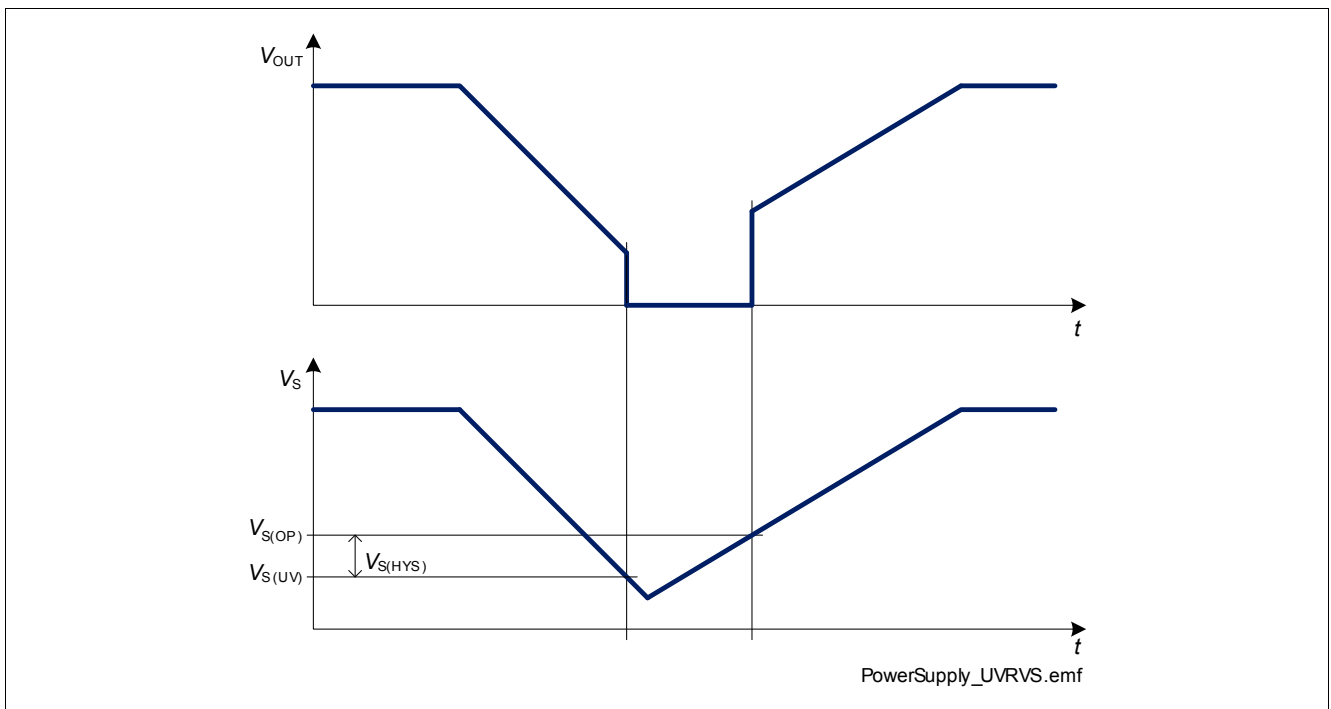 VOUT
t
VS
VS(OP)
VS(HYS)
VS(UV)
t
PowerSupply_UVRVS.emf